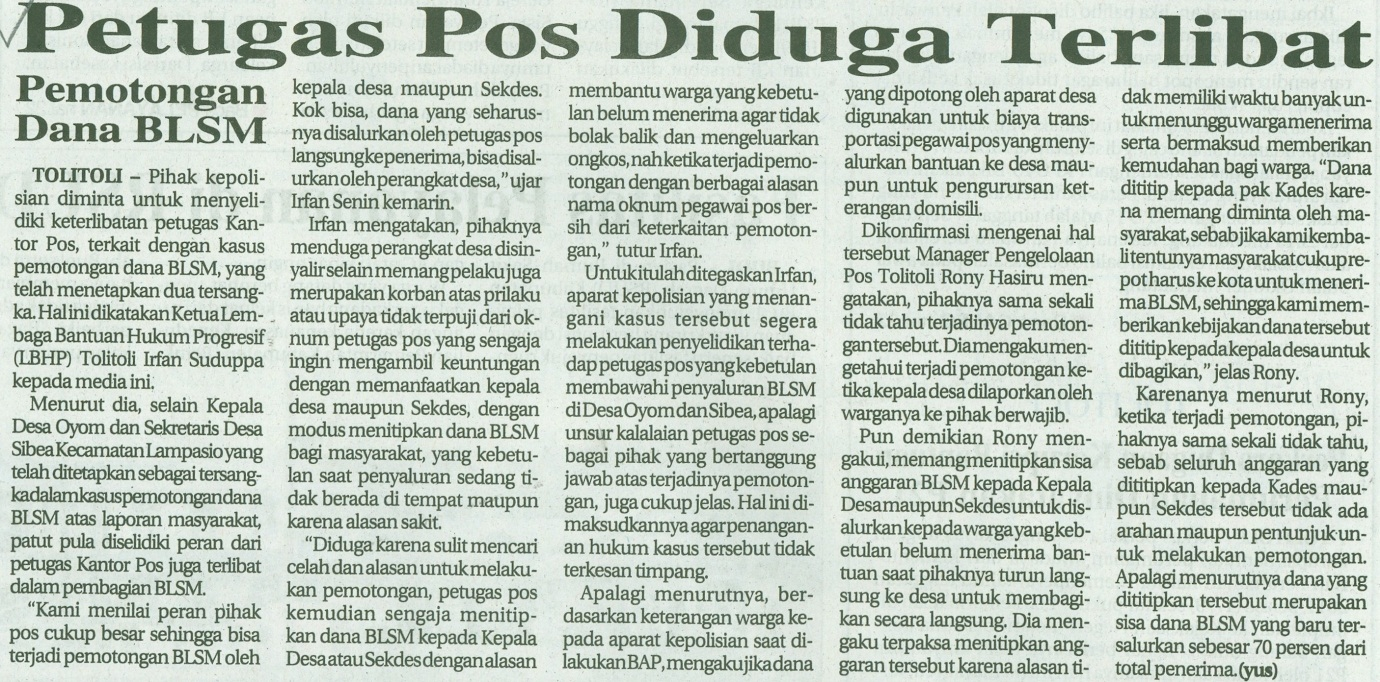 Petugas Pos Diduga Terlibat
Pemotongan
Dana BLSM
TOLITOLI – Pihak kepoli-
sian diminta untuk menyeli-
diki keterlibatan petugas Kan-
tor Pos, terkait dengan kasus
pemotongan dana BLSM, yang
telah menetapkan dua tersang-
ka. Hal ini dikatakan Ketua Lem-
baga Bantuan Hukum Progresif
(LBHP) Tolitoli Irfan Suduppa
kepada media ini.
Menurut dia, selain Kepala
Desa Oyom dan Sekretaris Desa
Sibea Kecamatan Lampasio yang
telah ditetapkan sebagai tersang-
ka dalam kasus pemotongan dana
BLSM atas laporan masyarakat,
patut pula diselidiki peran dari
petugas Kantor Pos juga terlibat
dalam pembagian BLSM.
“Kami menilai peran pihak
pos cukup besar sehingga bisa
terjadi pemotongan BLSM oleh
kepala desa maupun Sekdes.
Kok bisa, dana yang seharus-
nya disalurkan oleh petugas pos
langsung ke penerima, bisa disal-
urkan oleh perangkat desa,” ujar
Irfan Senin kemarin.
Irfan mengatakan, pihaknya
menduga perangkat desa disin-
yalir selain memang pelaku juga
merupakan korban atas prilaku
atau upaya tidak terpuji dari ok-
num petugas pos yang sengaja
ingin mengambil keuntungan
dengan memanfaatkan kepala
desa maupun Sekdes, dengan
modus menitipkan dana BLSM
bagi masyarakat, yang kebetu-
lan saat penyaluran sedang ti-
dak berada di tempat maupun
karena alasan sakit.
“Diduga karena sulit mencari
celah dan alasan untuk melaku-
kan pemotongan, petugas pos
kemudian sengaja menitip-
kan dana BLSM kepada Kepala
Desa atau Sekdes dengan alasan
membantu warga yang kebetu-
lan belum menerima agar tidak
bolak balik dan mengeluarkan
ongkos, nah ketika terjadi pemo-
tongan dengan berbagai alasan
nama oknum pegawai pos ber-
sih dari keterkaitan pemoton-
gan,” tutur Irfan.
Untuk itulah ditegaskan Irfan,
aparat kepolisian yang menan-
gani kasus tersebut segera
melakukan penyelidikan terha-
dap petugas pos yang kebetulan
membawahi penyaluran BLSM
di Desa Oyom dan Sibea, apalagi
unsur kalalaian petugas pos se-
bagai pihak yang bertanggung
jawab atas terjadinya pemoton-
gan, juga cukup jelas. Hal ini di-
maksudkannya agar penangan-
an hukum kasus tersebut tidak
terkesan timpang.
Apalagi menurutnya, ber-
dasarkan keterangan warga ke-
pada aparat kepolisian saat di-
lakukan BAP, mengaku jika dana
yang dipotong oleh aparat desa
digunakan untuk biaya trans-
portasi pegawai pos yang meny-
alurkan bantuan ke desa mau-
pun untuk pengurursan ket-
erangan domisili.
Dikonfirmasi mengenai hal
tersebut Manager Pengelolaan
Pos Tolitoli Rony Hasiru men-
gatakan, pihaknya sama sekali
tidak tahu terjadinya pemoton-
gan tersebut. Dia mengaku men-
getahui terjadi pemotongan ke-
tika kepala desa dilaporkan oleh
warganya ke pihak berwajib.
Pun demikian Rony men-
gakui, memang menitipkan sisa
anggaran BLSM kepada Kepala
Desa maupun Sekdes untuk dis-
alurkan kepada warga yang keb-
etulan belum menerima ban-
tuan saat pihaknya turun lang-
sung ke desa untuk membagi-
kan secara langsung. Dia men-
gaku terpaksa menitipkan ang-
garan tersebut karena alasan ti-
dak memiliki waktu banyak un-
tuk menunggu warga menerima
serta bermaksud memberikan
kemudahan bagi warga. “Dana
dititip kepada pak Kades kare-
na memang diminta oleh ma-
syarakat, sebab jika kami kemba-
li tentunya masyarakat cukup re-
pot harus ke kota untuk meneri-
ma BLSM, sehingga kami mem-
berikan kebijakan dana tersebut
dititip kepada kepala desa untuk
dibagikan,” jelas Rony.
Karenanya menurut Rony,
ketika terjadi pemotongan, pi-
haknya sama sekali tidak tahu,
sebab seluruh anggaran yang
dititipkan kepada Kades mau-
pun Sekdes tersebut tidak ada
arahan maupun pentunjuk un-
tuk melakukan pemotongan.
Apalagi menurutnya dana yang
dititipkan tersebut merupakan
sisa dana BLSM yang baru ter-
salurkan sebesar 70 persen dari
total penerima. (yus)